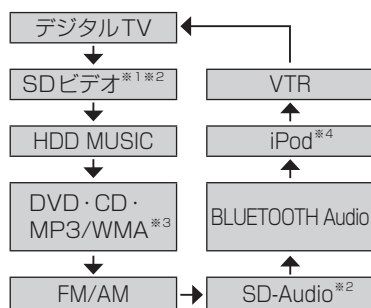 デジタルTV
SDビデオ※1※2
HDD MUSIC
DVD・CD・
MP3/WMA※3
FM/AM
SD-Audio※2
BLUETOOTH Audio
iPod※4
VTR